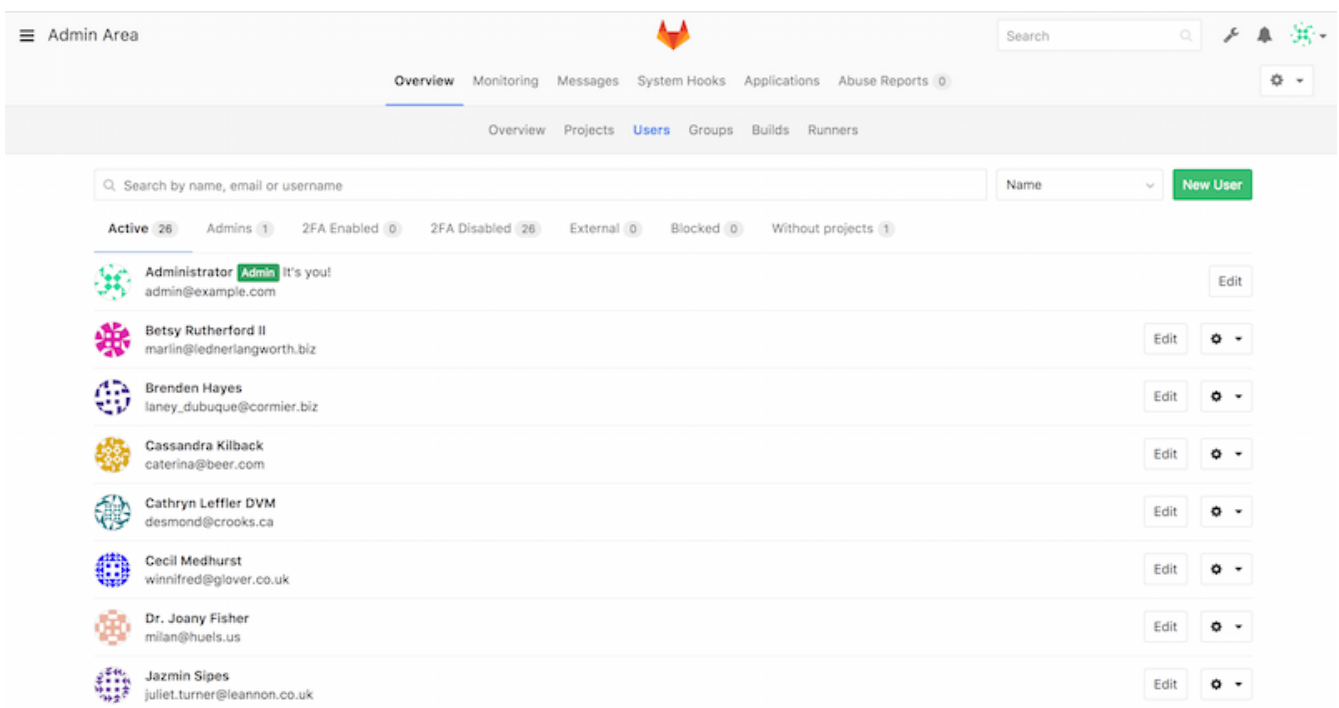 Admin Area
Search
Overview Monitoring Messages System Hooks Applications Abuse Reports 0
Overview Projects Users Groups Builds Runners
Search by name, email or username
Name
New User
Active 26 Admins 1 2FA Enabled 0 2FA Disabled 26 External 0 Blocked 0 Without projects 1
Administrator Admin It's you!
admin@example.com
Edit
Betsy Rutherford II
marlin@lednerlangworth.biz
Edit
Brenden Hayes
laney_dubuque@cormier.biz
Edit
Cassandra Kilback
caterina@beer.com
Edit
Cathryn Leffler DVM
desmond@crooks.ca
Edit
Cecil Medhurst
winnifred@glover.co.uk
Edit
Dr. Joany Fisher
milan@huels.us
Edit
Jazmin Sipes
juliet.turner@leannon.co.uk
Edit